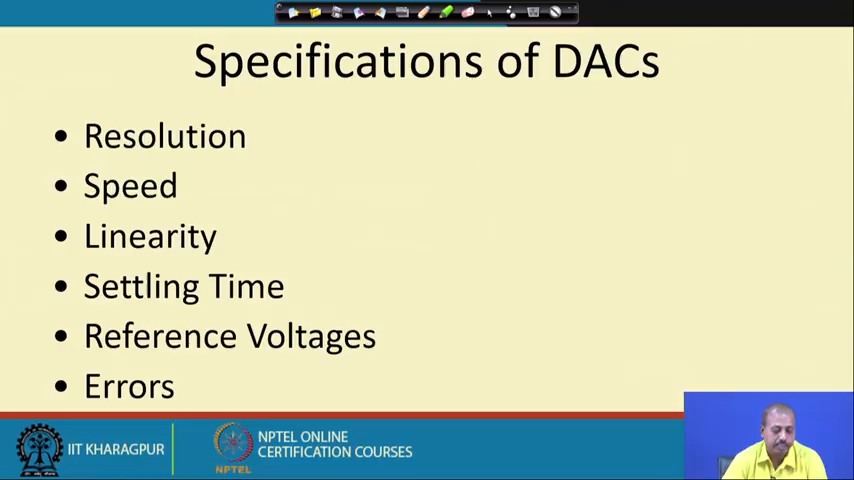 Specifications of DACs
• Resolution
• Speed
• Linearity
• Settling Time
• Reference Voltages
• Errors
IIT KHARAGPUR
NPTEL
NPTEL ONLINE
CERTIFICATION COURSES